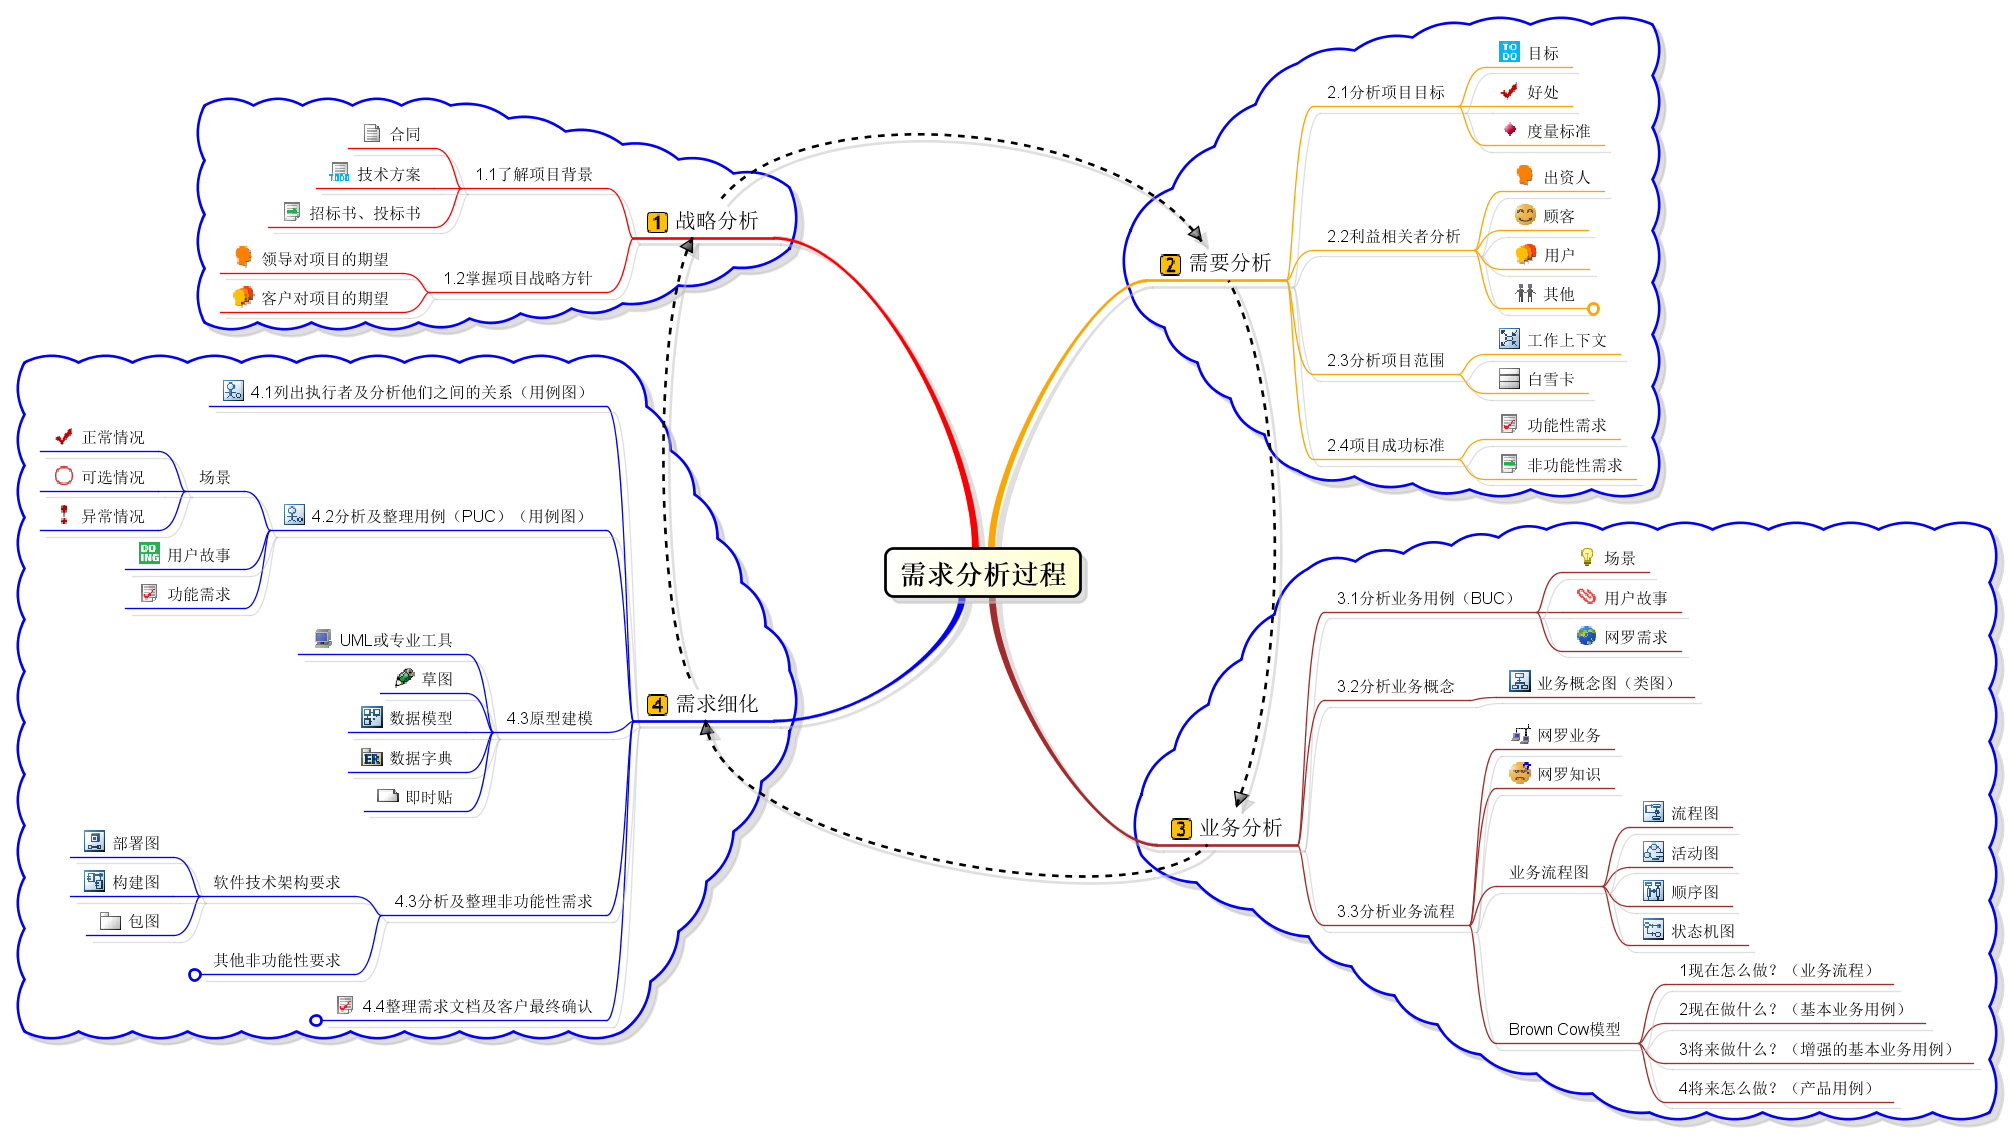 需求分析过程
1 战略分析
1.1了解项目背景
合同
技术方案
招标书、投标书
1.2掌握项目战略方针
领导对项目的期望
客户对项目的期望
2 需要分析
2.1分析项目目标
TO DO 目标
好处
度量标准
2.2利益相关者分析
出资人
顾客
用户
其他
2.3分析项目范围
工作上下文
白雪卡
2.4项目成功标准
功能性需求
非功能性需求
3 业务分析
3.1分析业务用例（BUC）
场景
用户故事
网罗需求
3.2分析业务概念
业务概念图（类图）
3.3分析业务流程
网罗业务
网罗知识
业务流程图
流程图
活动图
顺序图
状态机图
Brown Cow模型
1现在怎么做？（业务流程）
2现在做什么？（基本业务用例）
3将来做什么？（增强的基本业务用例）
4将来怎么做？（产品用例）
4 需求细化
4.1列出执行者及分析他们之间的关系（用例图）
4.2分析及整理用例（PUC）（用例图）
场景
正常情况
可选情况
异常情况
DO ING 用户故事
功能需求
4.3原型建模
UML或专业工具
草图
数据模型
ER 数据字典
即时贴
4.3分析及整理非功能性需求
软件技术架构要求
部署图
构建图
包图
其他非功能性要求
4.4整理需求文档及客户最终确认